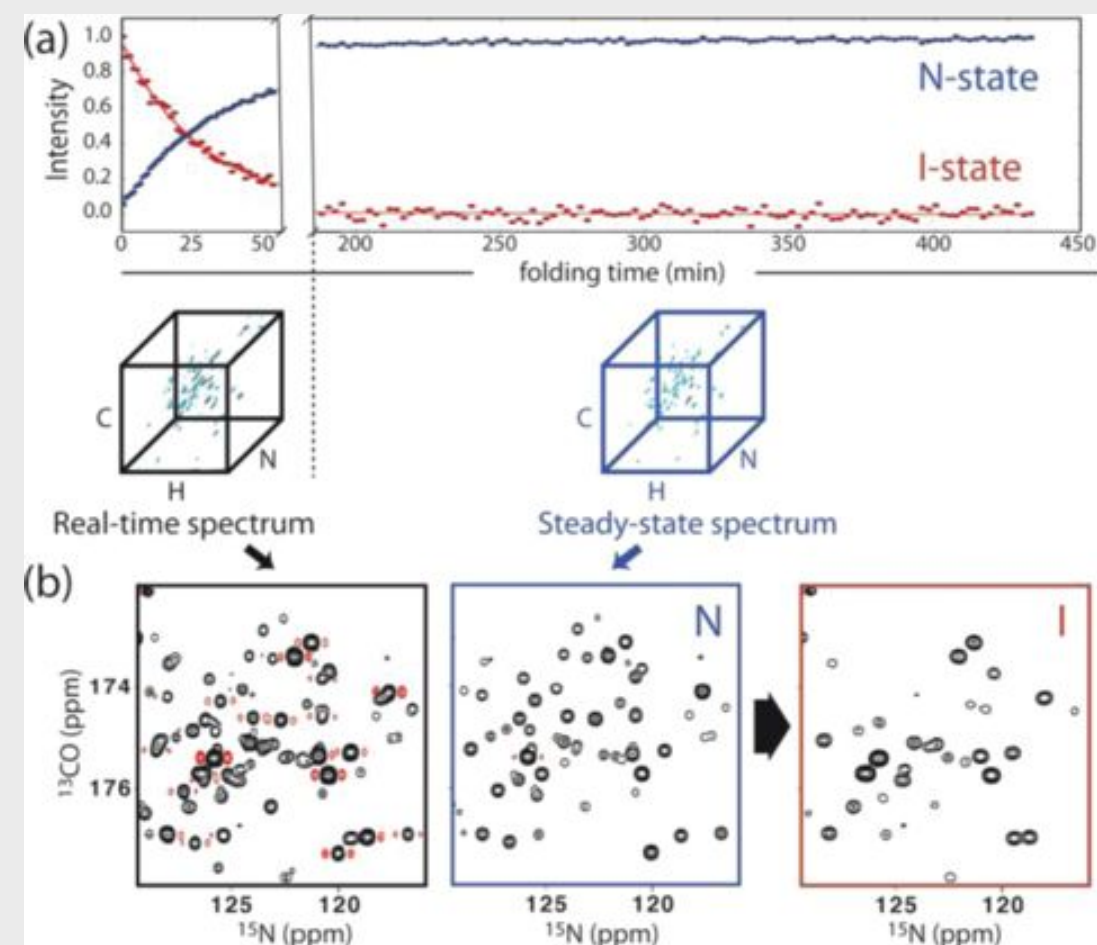 (a)
Intensity
1.0
0.8
0.6
0.4
0.2
0.0
N-state
I-state
0 25 50 200 250 300 350 400 450
folding time (min)
C
N
H
C
N
H
Real-time spectrum
Steady-state spectrum
(b)
N
I
13CO (ppm)
174
176
125 120
15N (ppm)
125 120
15N (ppm)
125 120
15N (ppm)